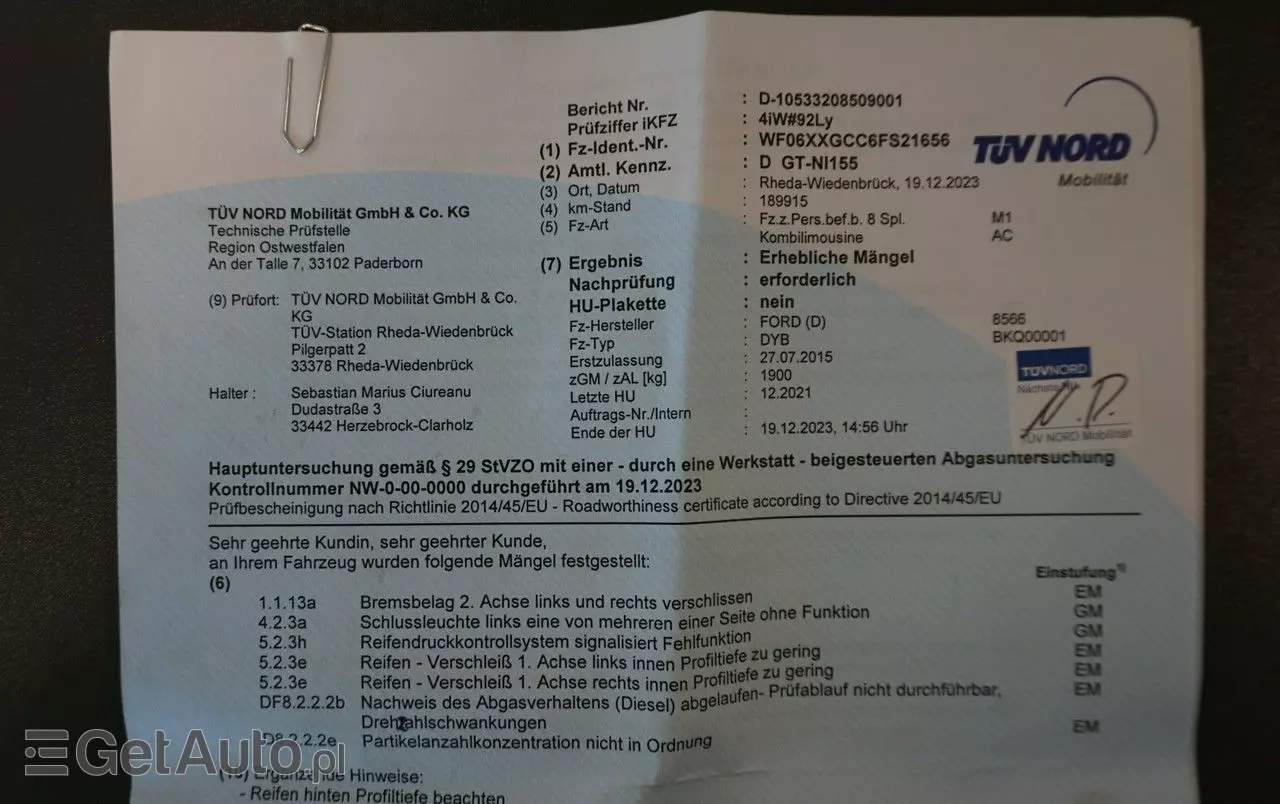 TÜV NORD
Mobilität
Bericht Nr. : D-10533208509001
Prüfziffer iKFZ : 4iW#92Ly
(1) Fz-Ident.-Nr. : WF06XXGCC6FS21656
(2) Amtl. Kennz. : D GT-NI155
(3) Ort, Datum : Rheda-Wiedenbrück, 19.12.2023
(4) km-Stand : 189915
(5) Fz-Art : Fz.z.Pers.bef.b. 8 Spl. M1
Kombilimousine AC
(7) Ergebnis : Erhebliche Mängel
Nachprüfung : erforderlich
HU-Plakette : nein
Fz-Hersteller : FORD (D) 8566
Fz-Typ : DYB BKQ00001
Erstzulassung : 27.07.2015
zGM / zAL [kg] : 1900
Letzte HU : 12.2021
Auftrags-Nr./Intern :
Ende der HU : 19.12.2023, 14:56 Uhr
TÜV NORD Mobilität GmbH & Co. KG
Technische Prüfstelle
Region Ostwestfalen
An der Talle 7, 33102 Paderborn
(9) Prüfort: TÜV NORD Mobilität GmbH & Co.
KG
TÜV-Station Rheda-Wiedenbrück
Pilgerpatt 2
33378 Rheda-Wiedenbrück
Halter : Sebastian Marius Ciureanu
Dudastraße 3
33442 Herzebrock-Clarholz
TÜVNORD
Nächste HU
TÜV NORD Mobilität
Hauptuntersuchung gemäß § 29 StVZO mit einer - durch eine Werkstatt - beigesteuerten Abgasuntersuchung
Kontrollnummer NW-0-00-0000 durchgeführt am 19.12.2023
Prüfbescheinigung nach Richtlinie 2014/45/EU - Roadworthiness certificate according to Directive 2014/45/EU
Sehr geehrte Kundin, sehr geehrter Kunde,
an Ihrem Fahrzeug wurden folgende Mängel festgestellt:
(6) Einstufung¹⁾
1.1.13a Bremsbelag 2. Achse links und rechts verschlissen EM
4.2.3a Schlussleuchte links eine von mehreren einer Seite ohne Funktion GM
5.2.3h Reifendruckkontrollsystem signalisiert Fehlfunktion GM
5.2.3e Reifen - Verschleiß 1. Achse links innen Profiltiefe zu gering EM
5.2.3e Reifen - Verschleiß 1. Achse rechts innen Profiltiefe zu gering EM
DF8.2.2.2b Nachweis des Abgasverhaltens (Diesel) abgelaufen- Prüfablauf nicht durchführbar, EM
Drehzahlschwankungen
D8.2.2.2e Partikelanzahlkonzentration nicht in Ordnung EM
(10) Ergänzende Hinweise:
- Reifen hinten Profiltiefe beachten
GetAuto.pl